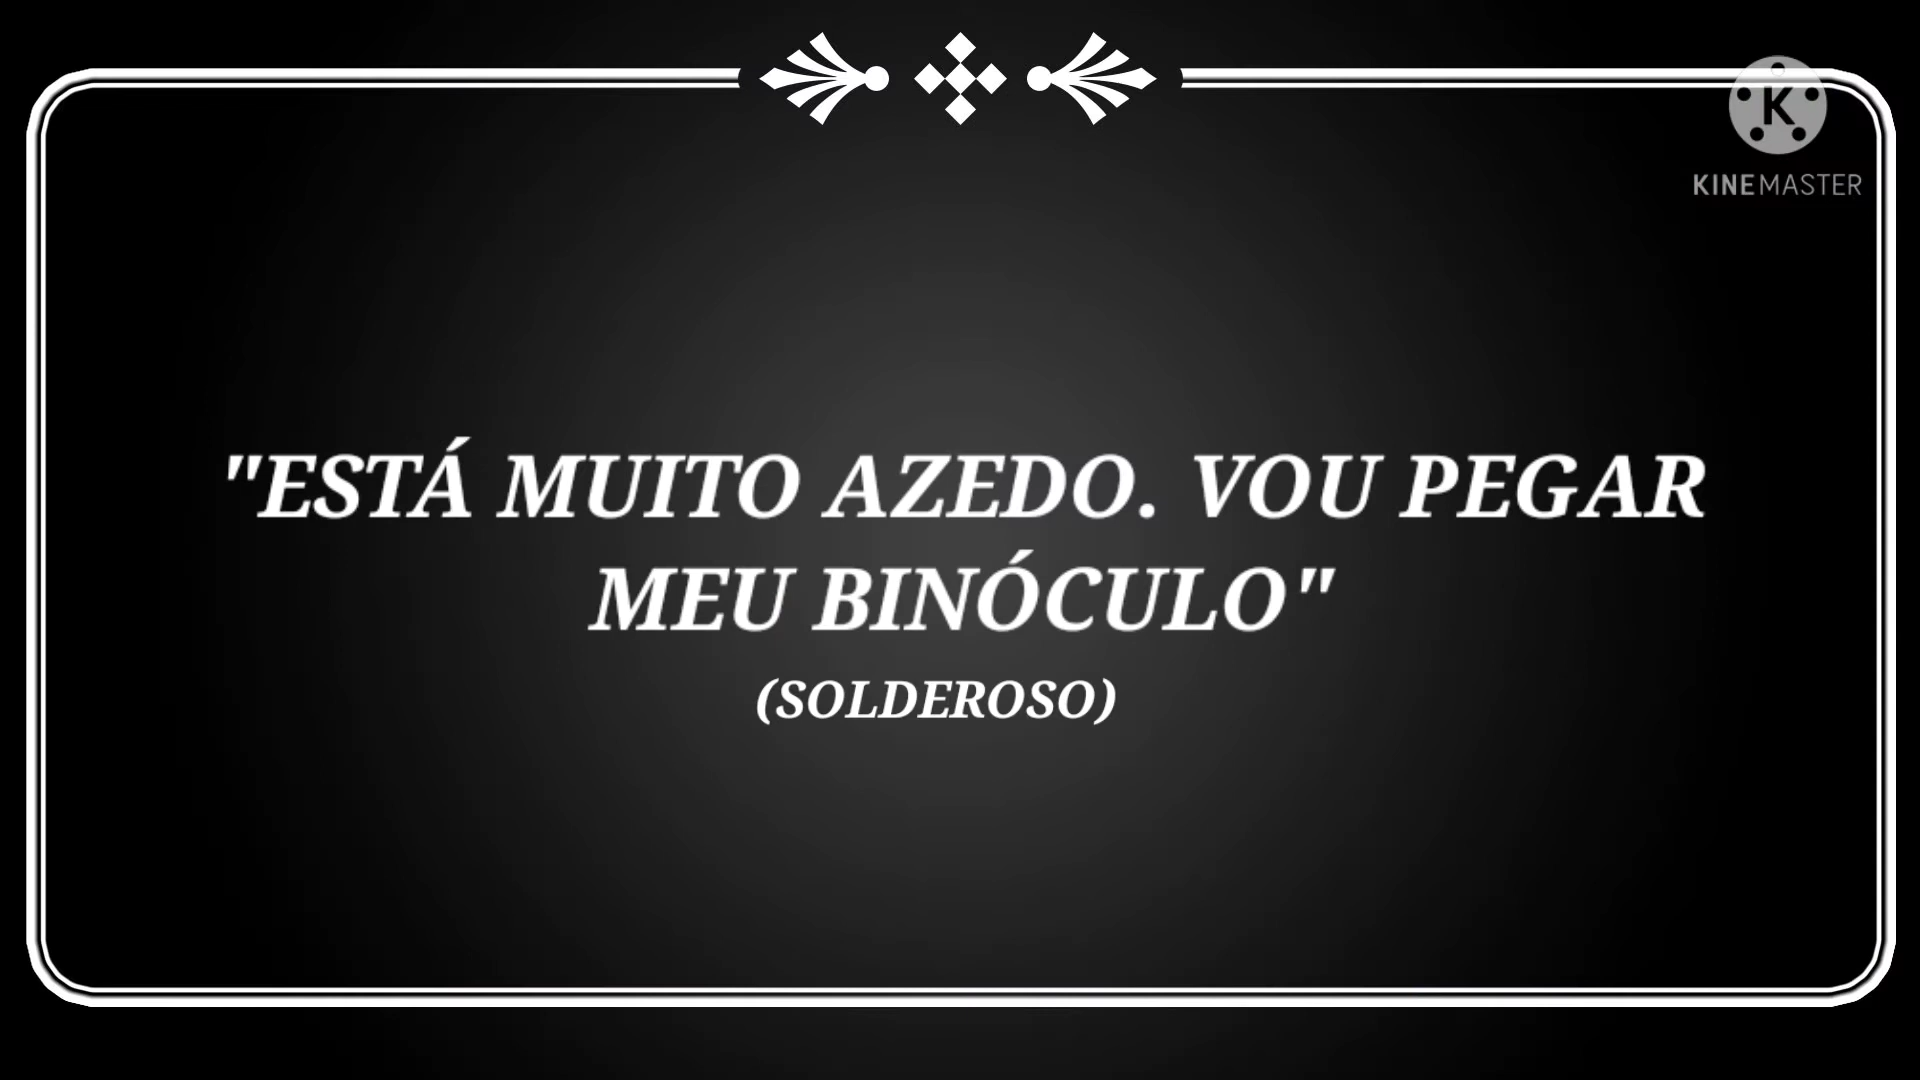 K
KINEMASTER
"ESTÁ MUITO AZEDO. VOU PEGAR
MEU BINÓCULO"
(SOLDEROSO)